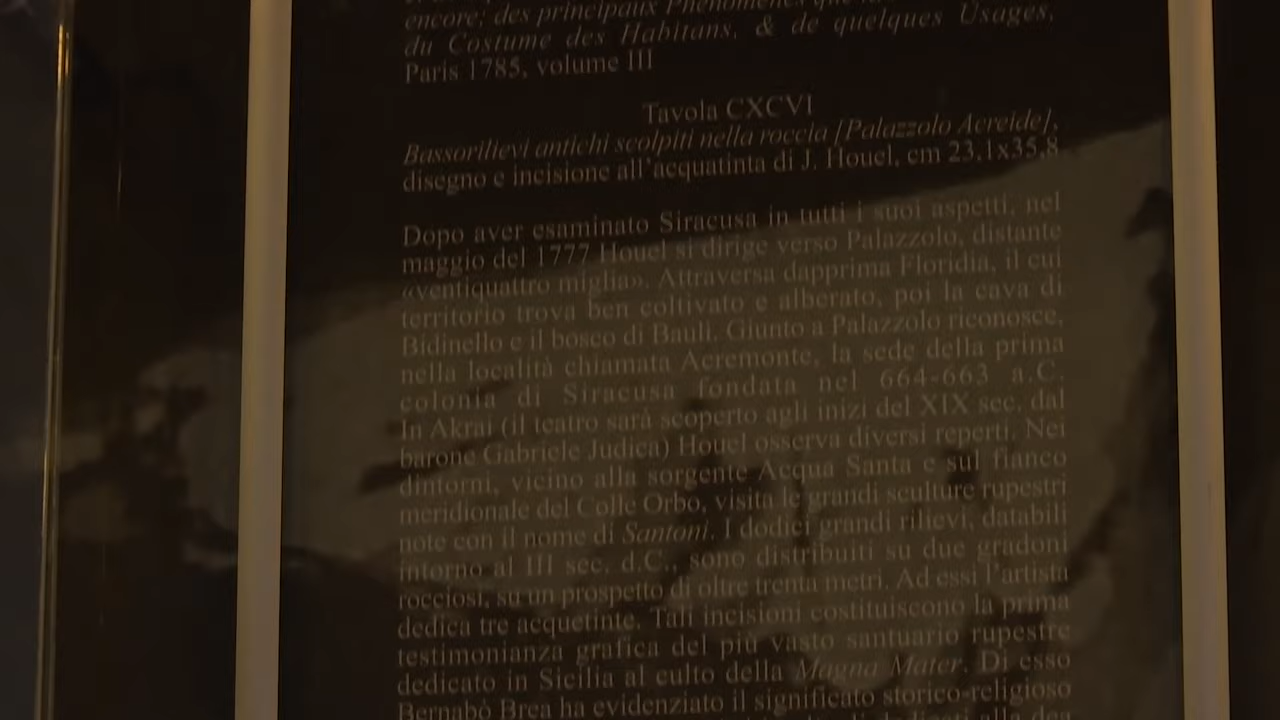 encore; des principaux Phénomènes que
du Costume des Habitans, & de quelques Usages,
Paris 1785, volume III
Tavola CXCVI
Bassorilievi antichi scolpiti nella roccia [Palazzolo Acreide],
disegno e incisione all'acquatinta di J. Houel, cm 23,1x35,8
Dopo aver esaminato Siracusa in tutti i suoi aspetti, nel
maggio del 1777 Houel si dirige verso Palazzolo, distante
«ventiquattro miglia». Attraversa dapprima Floridia, il cui
territorio trova ben coltivato e alberato, poi la cava di
Bidinello e il bosco di Bauli. Giunto a Palazzolo riconosce,
nella località chiamata Acremonte, la sede della prima
colonia di Siracusa fondata nel 664-663 a.C.
In Akrai (il teatro sarà scoperto agli inizi del XIX sec. dal
barone Gabriele Judica) Houel osserva diversi reperti. Nei
dintorni, vicino alla sorgente Acqua Santa e sul fianco
meridionale del Colle Orbo, visita le grandi sculture rupestri
note con il nome di Santoni. I dodici grandi rilievi, databili
intorno al III sec. d.C., sono distribuiti su due gradoni
rocciosi, su un prospetto di oltre trenta metri. Ad essi l'artista
dedica tre acquetinte. Tali incisioni costituiscono la prima
testimonianza grafica del più vasto santuario rupestre
dedicato in Sicilia al culto della Magna Mater. Di esso
Bernabò Brea ha evidenziato il significato storico-religioso
dedicati alla dea